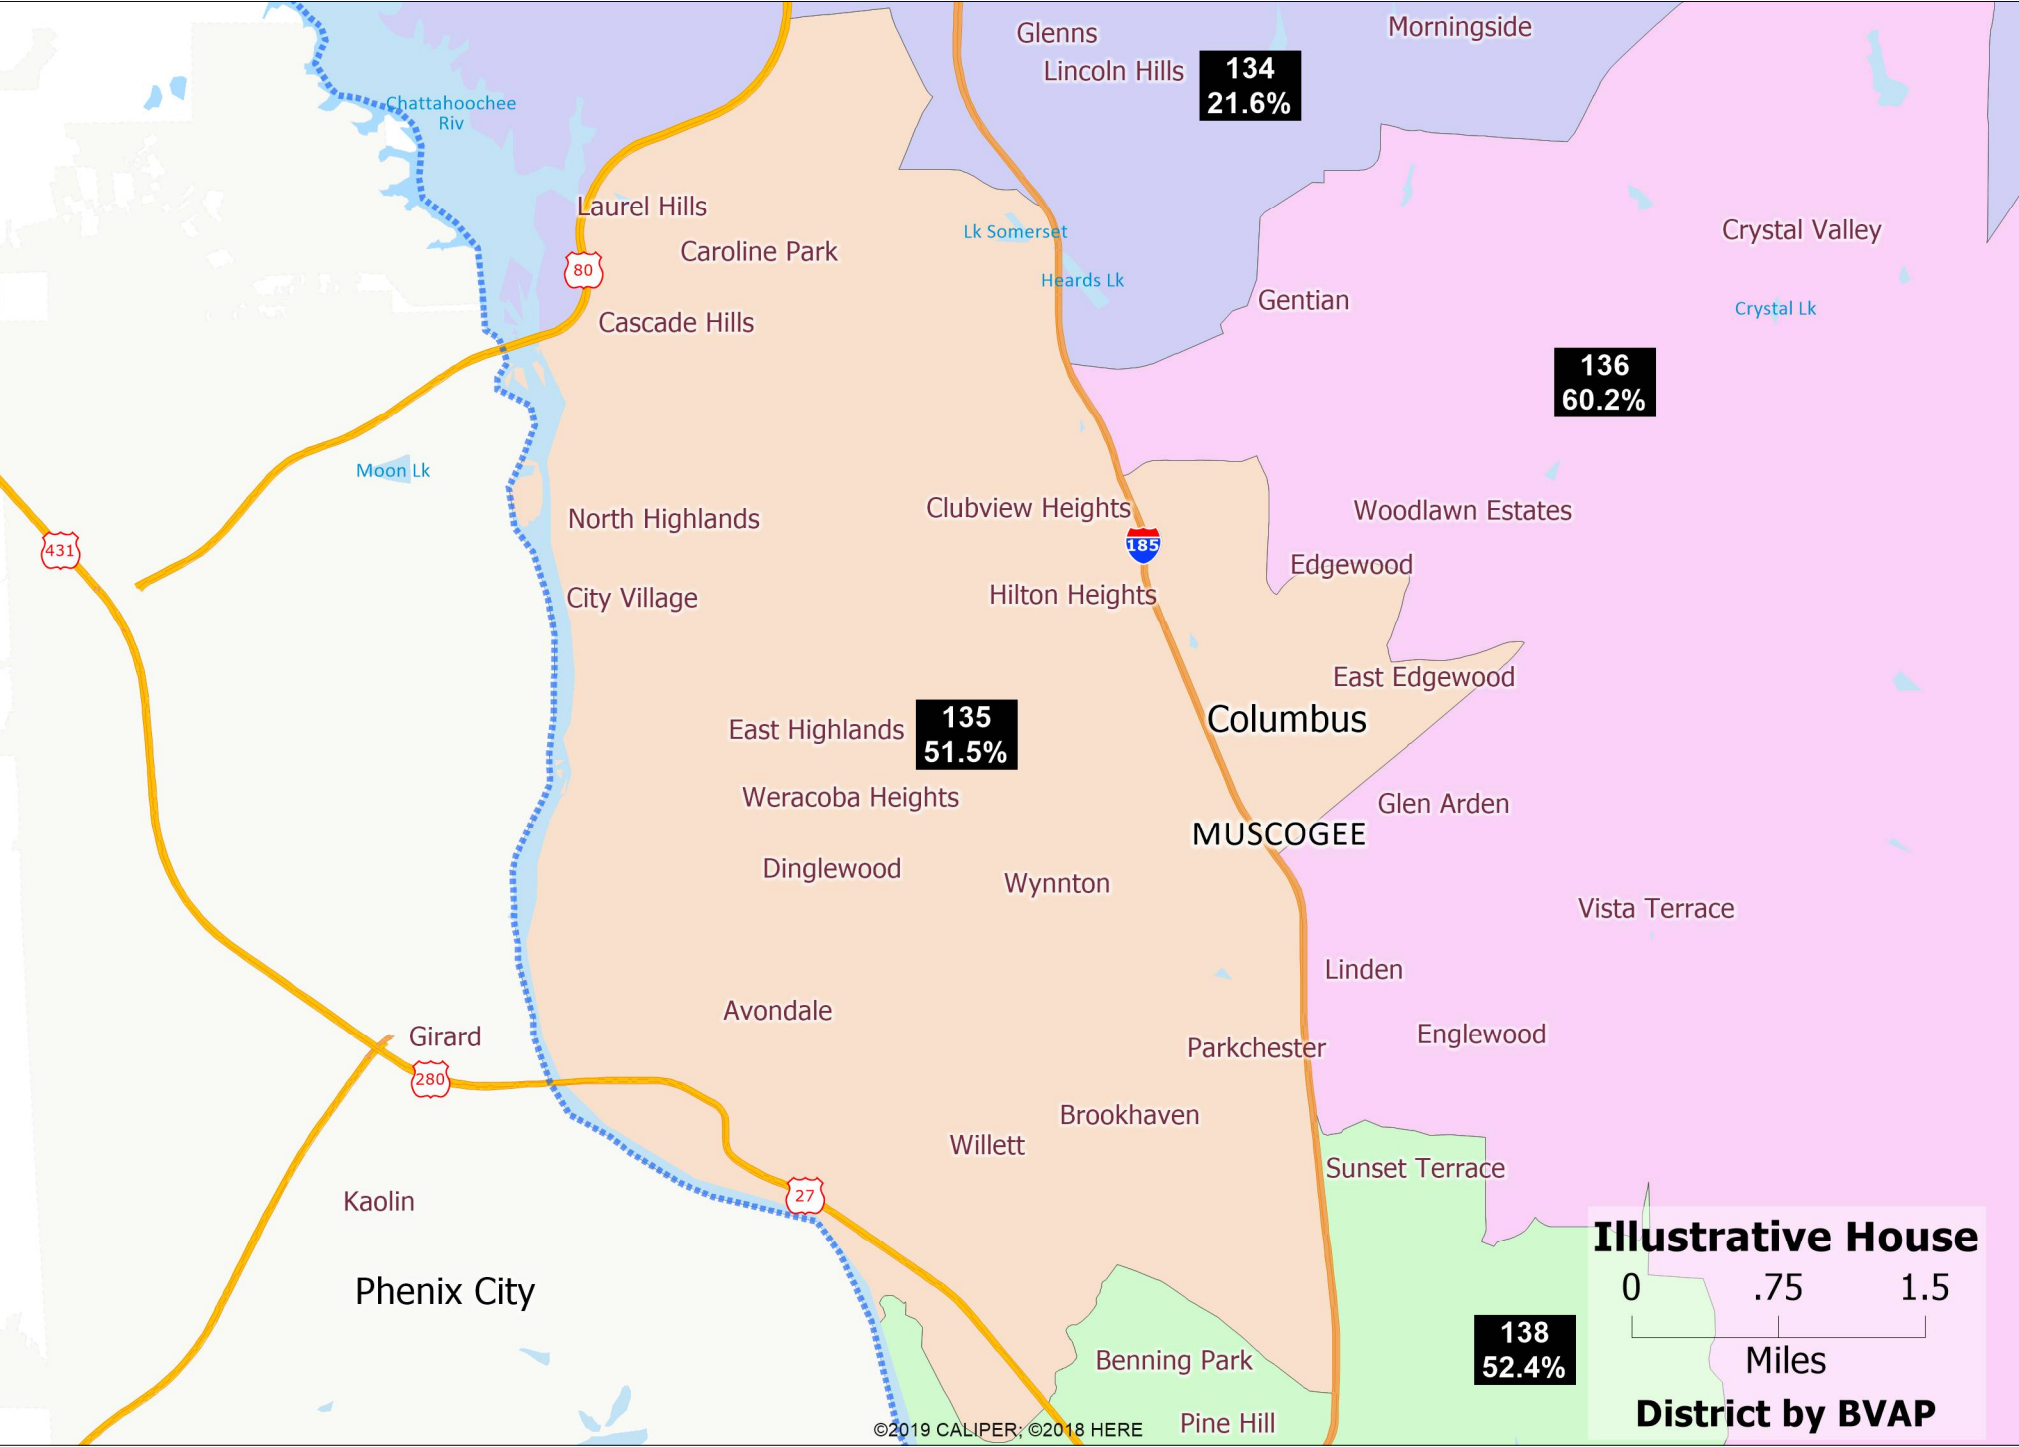 Glenns
Morningside
Lincoln Hills
134
21.6%
Chattahoochee
Riv
Laurel Hills
Lk Somerset
Crystal Valley
Caroline Park
80
Heards Lk
Gentian
Crystal Lk
Cascade Hills
136
60.2%
Moon Lk
North Highlands
Clubview Heights
Woodlawn Estates
431
185
Edgewood
City Village
Hilton Heights
East Edgewood
East Highlands
135
51.5%
Columbus
Weracoba Heights
Glen Arden
MUSCOGEE
Dinglewood
Wynnton
Vista Terrace
Linden
Avondale
Girard
Englewood
Parkchester
280
Brookhaven
Willett
Sunset Terrace
Kaolin
27
Phenix City
Illustrative House
0 .75 1.5
Miles
District by BVAP
138
52.4%
Benning Park
Pine Hill
©2019 CALIPER; ©2018 HERE